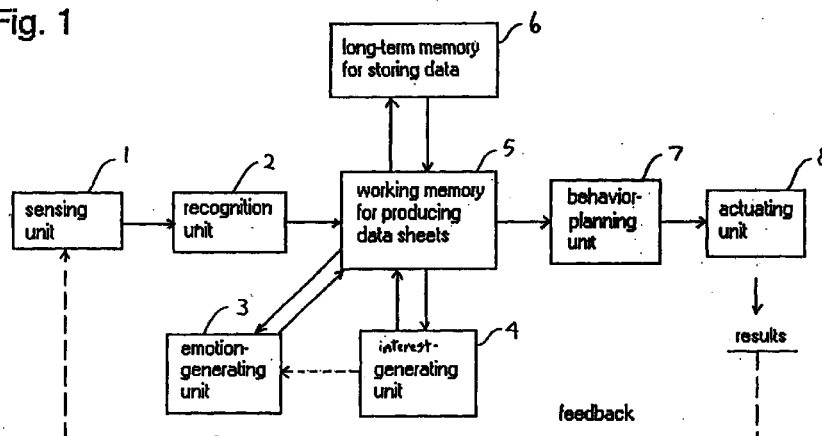 Fig. 1
6
long-term memory
for storing data
1
2
5
7
8
sensing
unit
recognition
unit
working memory
for producing
data sheets
behavior-
planning
unit
actuating
unit
3
emotion-
generating
unit
4
interest-
generating
unit
results
feedback